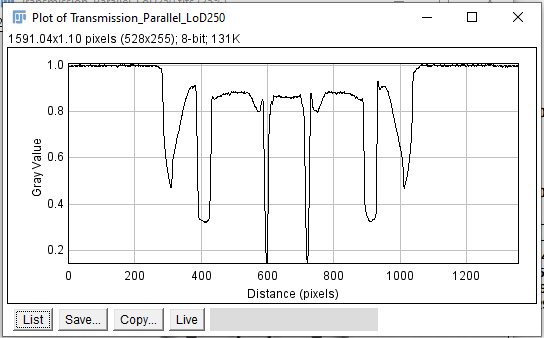 Plot of Transmission_Parallel_LoD250
1591.04x1.10 pixels (528x255); 8-bit; 131K
1.0
0.8
0.6
0.4
0.2
Gray Value
0 200 400 600 800 1000 1200
Distance (pixels)
List Save... Copy... Live